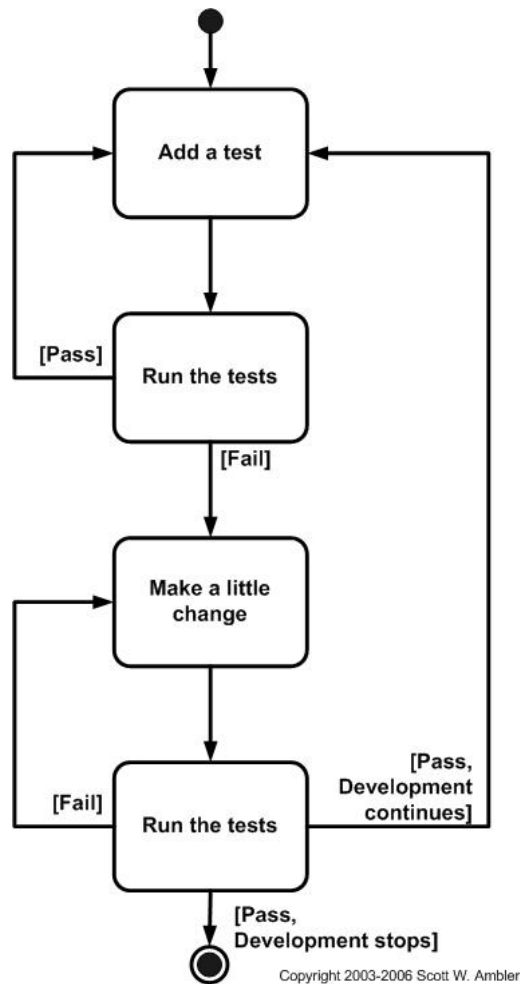 Add a test
[Pass]
Run the tests
[Fail]
Make a little
change
[Fail]
Run the tests
[Pass,
Development
continues]
[Pass,
Development stops]
Copyright 2003-2006 Scott W. Ambler